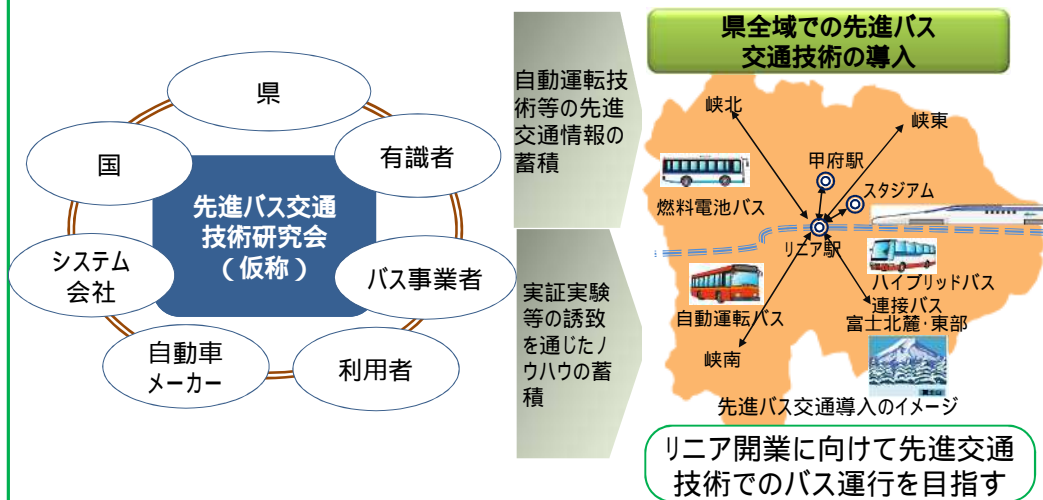 県
国
有識者
先進バス交通
技術研究会
(仮称)
システム
会社
バス事業者
自動車
メーカー
利用者
自動運転技
術等の先進
交通情報の
蓄積
実証実験
等の誘致
を通じたノ
ウハウの蓄
積
県全域での先進バス
交通技術の導入
峡北
峡東
甲府駅
スタジアム
燃料電池バス
リニア駅
ハイブリッドバス
自動運転バス
連接バス
富士北麓・東部
峡南
富士山
先進バス交通導入のイメージ
リニア開業に向けて先進交通
技術でのバス運行を目指す